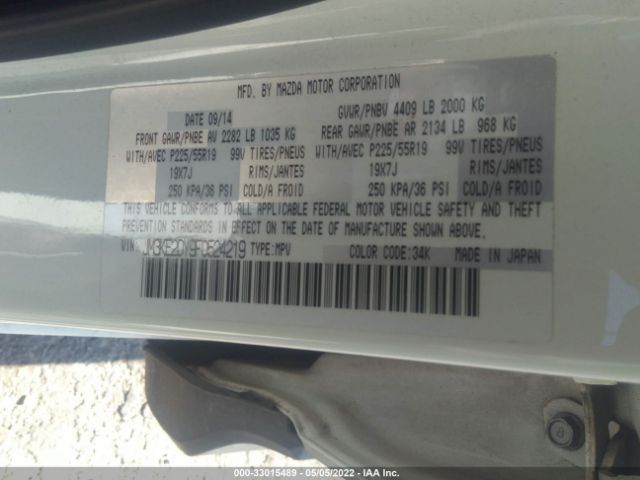 MFD. BY MAZDA MOTOR CORPORATION
DATE 09/14 GVWR/PNBV 4409 LB 2000 KG
FRONT GAWR/PNBE AV 2282 LB 1035 KG REAR GAWR/PNBE AR 2134 LB 968 KG
WITH/AVEC P225/55R19 99V TIRES/PNEUS WITH/AVEC P225/55R19 99V TIRES/PNEUS
19X7J RIMS/JANTES 19X7J RIMS/JANTES
250 KPA/36 PSI COLD/A FROID 250 KPA/36 PSI COLD/A FROID
THIS VEHICLE CONFORMS TO ALL APPLICABLE FEDERAL MOTOR VEHICLE SAFETY AND THEFT
PREVENTION STANDARDS IN EFFECT ON THE DATE OF MANUFACTURE SHOWN ABOVE.
VIN: JM3KE2DY9F0524219 TYPE:MPV COLOR CODE:34K MADE IN JAPAN
000-33015489 - 05/05/2022 - IAA Inc.